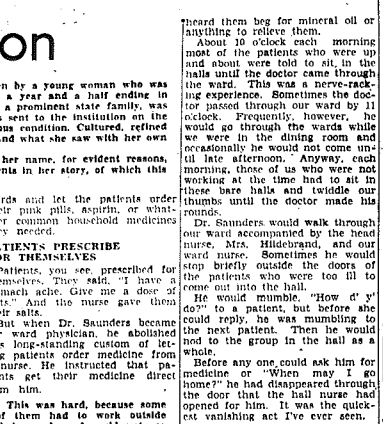 on
en by a young woman who was
a year and a half ending in
a prominent state family, was
s sent to the institution on the
ous condition. Cultured, refined
and what she saw with her own
her name, for evident reasons,
nts in her story, of which this
rds and let the patients order
eir pink pills, aspirin, or what-
r common household medicines
y needed.
TIENTS PRESCRIBE
OR THEMSELVES
Patients, you see, prescribed for
hemselves. They said, "I have a
mach ache. Give me a dose of
ts." And the nurse gave them
ir salts.
But when Dr. Saunders became
ward physician, he abolished
s long-standing custom of let-
g patients order medicine from
nurse. He instructed that pa-
nts get their medicine direct
m him.
This was hard, because some
of them had to work outside
heard them beg for mineral oil or
anything to relieve them.
About 10 o'clock each morning
most of the patients who were up
and about were told to sit in the
halls until the doctor came through
the ward. This was a nerve-rack-
ing experience. Sometimes the doc-
tor passed through our ward by 11
o'clock. Frequently, however, he
would go through the wards while
we were in the dining room and
occasionally he would not come un-
til late afternoon. Anyway, each
morning, those of us who were not
working at the time had to sit in
these bare halls and twiddle our
thumbs until the doctor made his
rounds.
Dr. Saunders would walk through
our ward accompanied by the head
nurse, Mrs. Hildebrand, and our
ward nurse. Sometimes he would
stop briefly outside the doors of
the patients who were too ill to
come out into the hall.
He would mumble, "How d' y'
do?" to a patient, but before she
could reply, he was mumbling to
the next patient. Then he would
nod to the group in the hall as a
whole.
Before any one could ask him for
medicine or "When may I go
home?" he had disappeared through
the door that the hall nurse had
opened for him. It was the quick-
est vanishing act I've ever seen.